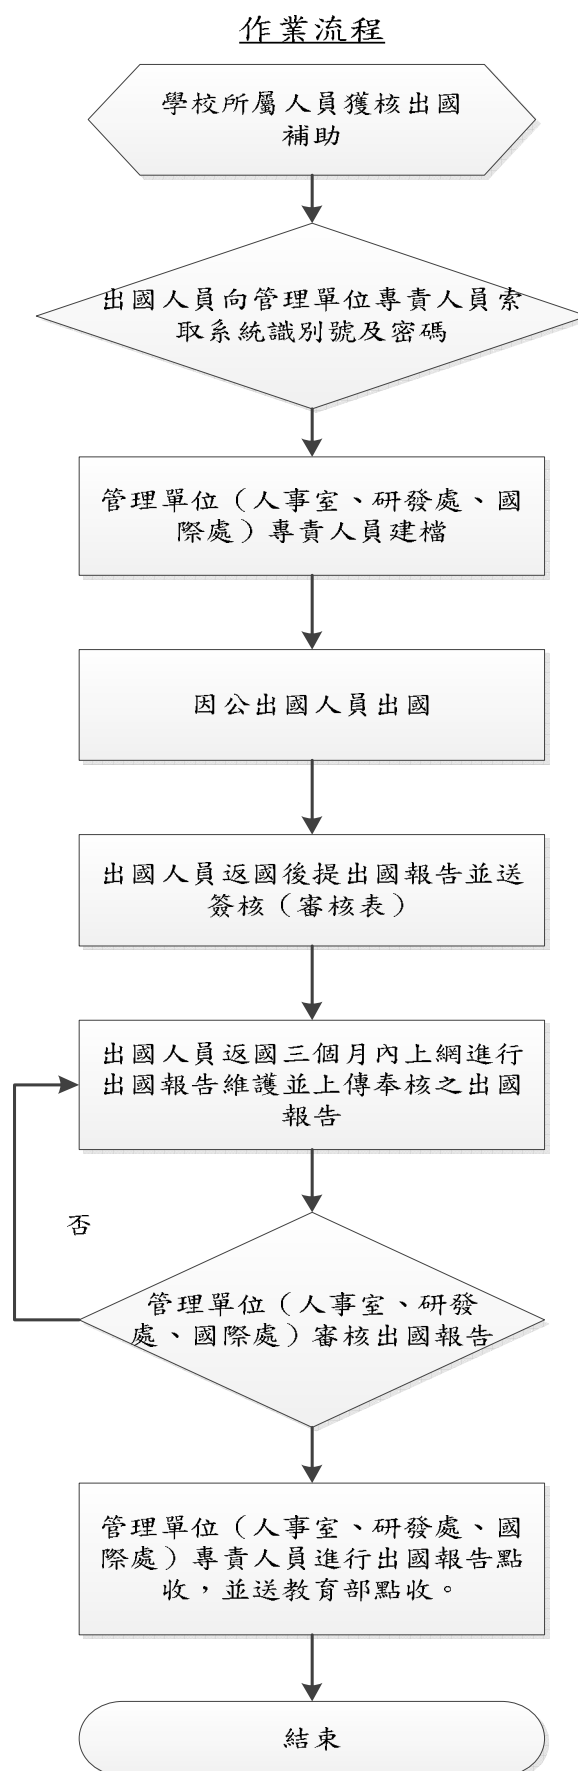 作業流程
學校所屬人員獲核出國
補助
出國人員向管理單位專責人員索
取系統識別號及密碼
管理單位（人事室、研發處、國
際處）專責人員建檔
因公出國人員出國
出國人員返國後提出國報告並送
簽核（審核表）
出國人員返國三個月內上網進行
出國報告維護並上傳奉核之出國
報告
否
管理單位（人事室、研發
處、國際處）審核出國報告
管理單位（人事室、研發處、國
際處）專責人員進行出國報告點
收，並送教育部點收。
結束